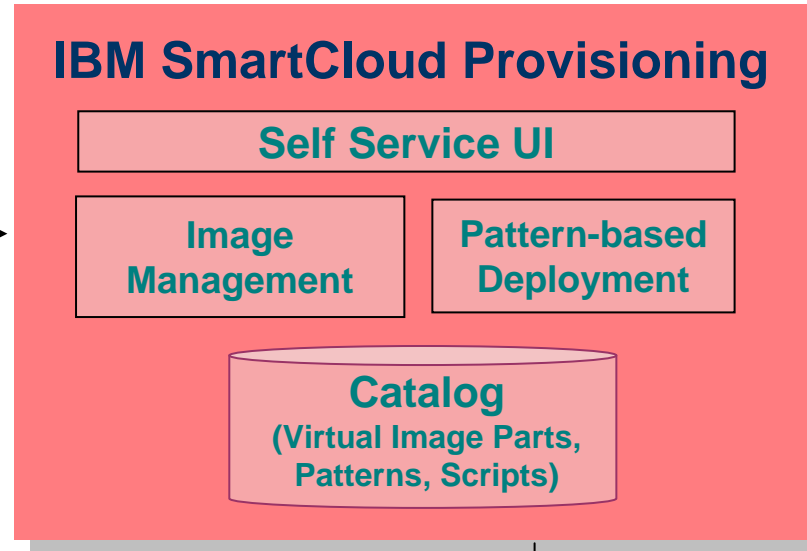 IBM SmartCloud Provisioning
Self Service UI
Image
Management
Pattern-based
Deployment
Catalog
(Virtual Image Parts,
Patterns, Scripts)